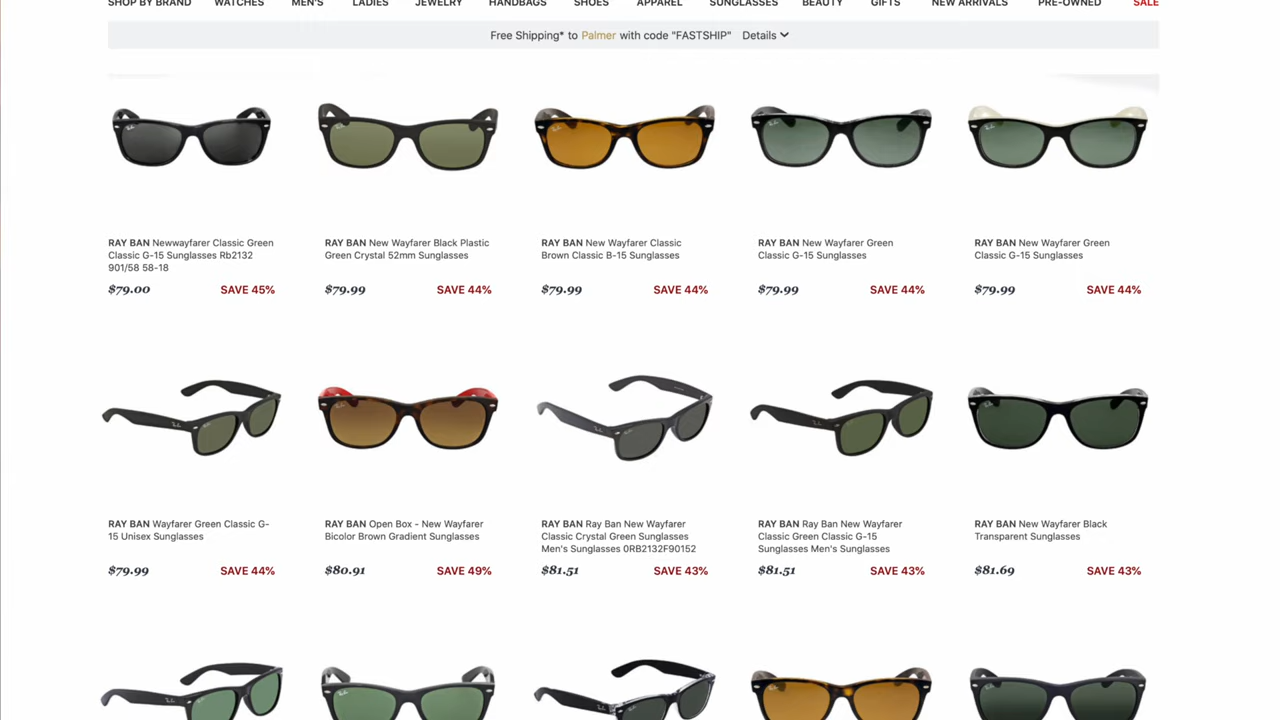 SHOP BY BRAND WATCHES MEN'S LADIES JEWELRY HANDBAGS SHOES APPAREL SUNGLASSES BEAUTY GIFTS NEW ARRIVALS PRE-OWNED SALE
Free Shipping* to Palmer with code "FASTSHIP" Details
RAY BAN Newwayfarer Classic Green
Classic G-15 Sunglasses Rb2132
901/58 58-18
$79.00 SAVE 45%
RAY BAN New Wayfarer Black Plastic
Green Crystal 52mm Sunglasses
$79.99 SAVE 44%
RAY BAN New Wayfarer Classic
Brown Classic B-15 Sunglasses
$79.99 SAVE 44%
RAY BAN New Wayfarer Green
Classic G-15 Sunglasses
$79.99 SAVE 44%
RAY BAN New Wayfarer Green
Classic G-15 Sunglasses
$79.99 SAVE 44%
RAY BAN Wayfarer Green Classic G-
15 Unisex Sunglasses
$79.99 SAVE 44%
RAY BAN Open Box - New Wayfarer
Bicolor Brown Gradient Sunglasses
$80.91 SAVE 49%
RAY BAN Ray Ban New Wayfarer
Classic Crystal Green Sunglasses
Men's Sunglasses 0RB2132F90152
$81.51 SAVE 43%
RAY BAN Ray Ban New Wayfarer
Classic Green Classic G-15
Sunglasses Men's Sunglasses
$81.51 SAVE 43%
RAY BAN New Wayfarer Black
Transparent Sunglasses
$81.69 SAVE 43%